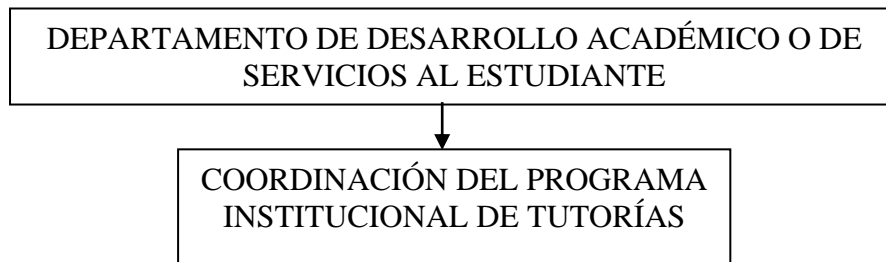 DEPARTAMENTO DE DESARROLLO ACADÉMICO O DE
SERVICIOS AL ESTUDIANTE
COORDINACIÓN DEL PROGRAMA
INSTITUCIONAL DE TUTORÍAS